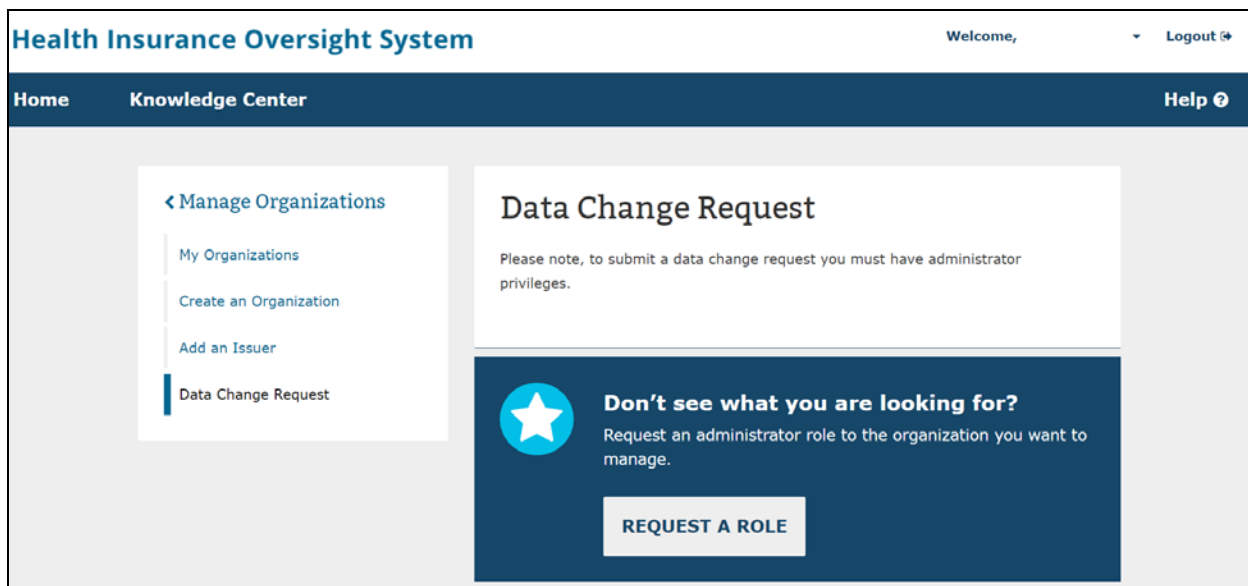 Health Insurance Oversight System
Welcome,
Logout
Home
Knowledge Center
Help
Manage Organizations
My Organizations
Create an Organization
Add an Issuer
Data Change Request
Data Change Request
Please note, to submit a data change request you must have administrator
privileges.
Don’t see what you are looking for?
Request an administrator role to the organization you want to
manage.
REQUEST A ROLE